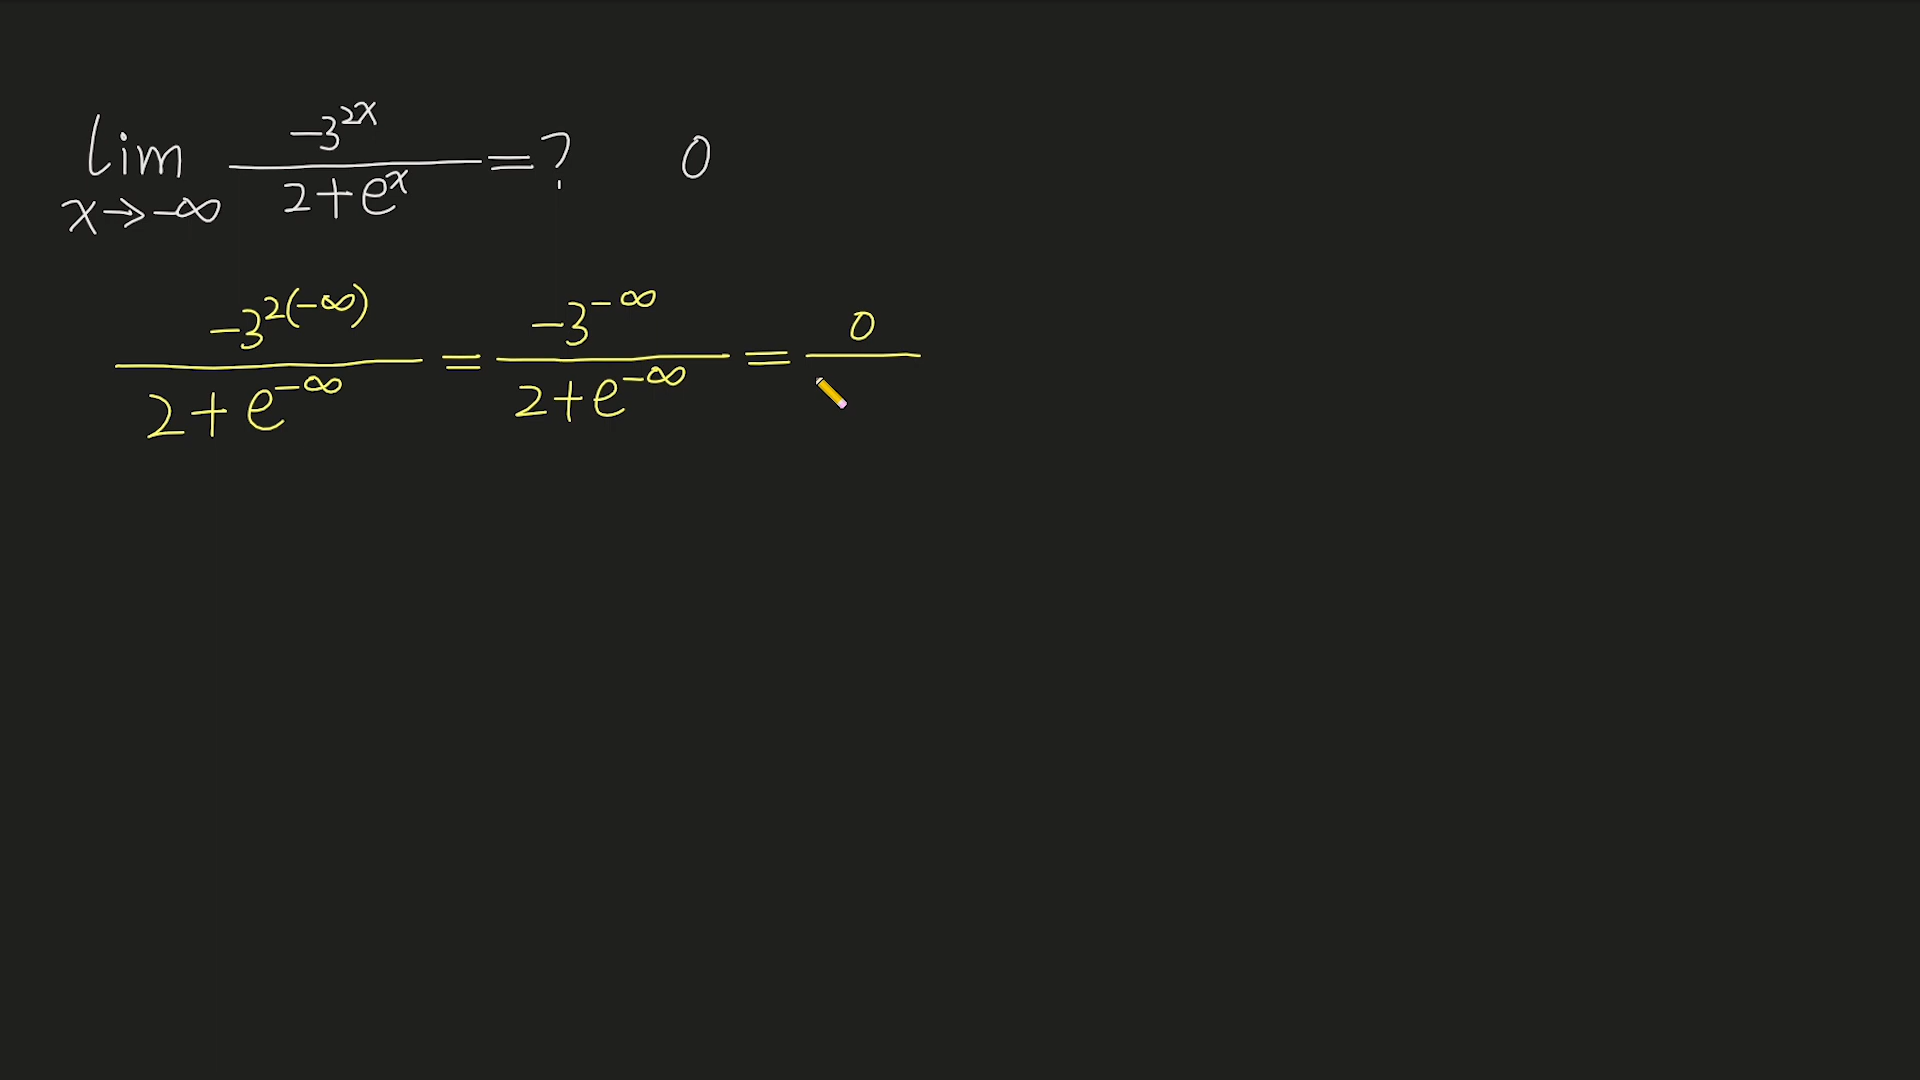 lim x→-∞ -3^{2x} / (2+e^x) = ? 0
-3^{2(-∞)} / (2+e^{-∞}) = -3^{-∞} / (2+e^{-∞}) = 0 /